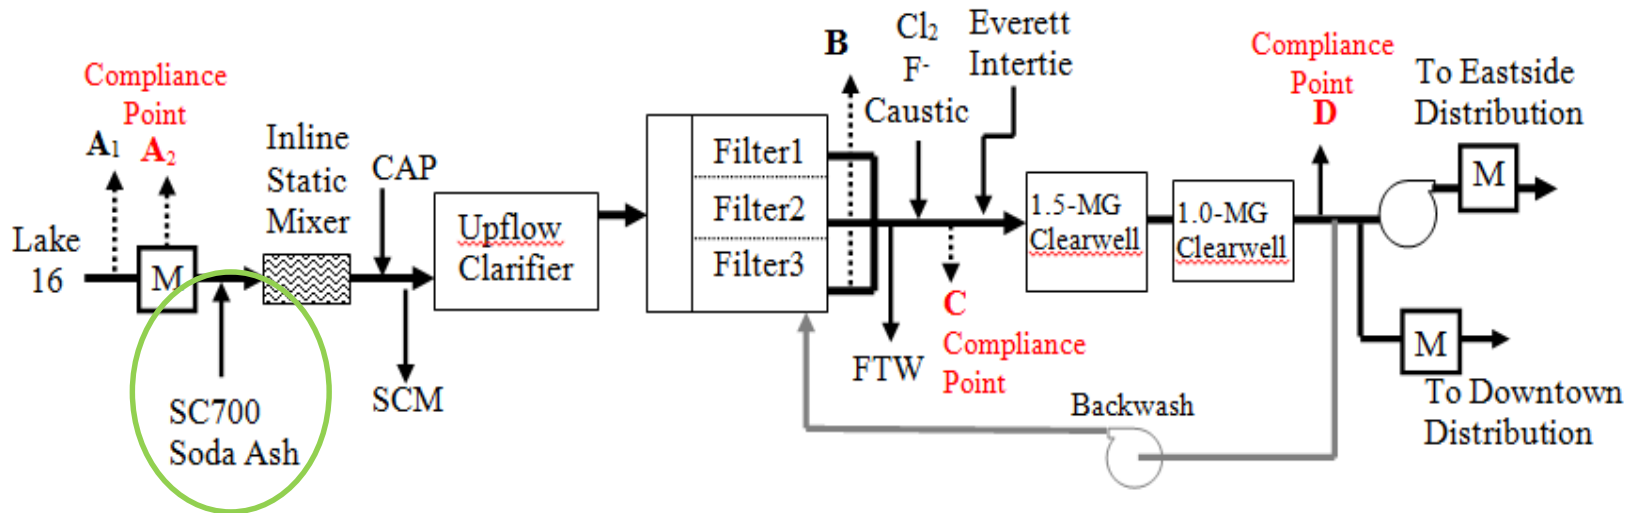 Compliance
Point
A1
A2
Lake
16
M
SC700
Soda Ash
Inline
Static
Mixer
CAP
SCM
Upflow
Clarifier
Filter1
Filter2
Filter3
B
Cl2
F-
Caustic
Everett
Intertie
FTW
C
Compliance
Point
1.5-MG
Clearwell
1.0-MG
Clearwell
Backwash
Compliance
Point
D
To Eastside
Distribution
M
M
To Downtown
Distribution